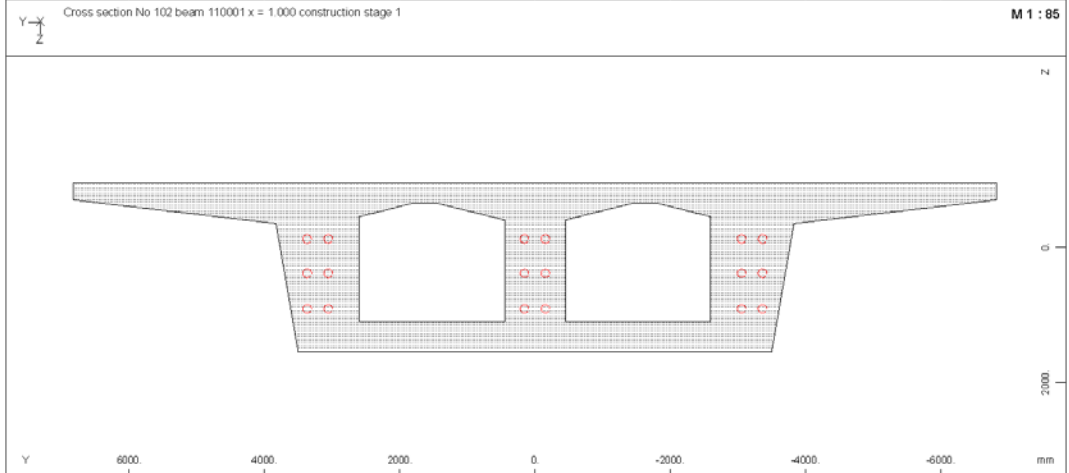 Cross section No 102 beam 110001 x = 1.000 construction stage 1
M 1 : 85
Y X
Z
Z
0.
2000.
Y 6000. 4000. 2000. 0. -2000. -4000. -6000. mm